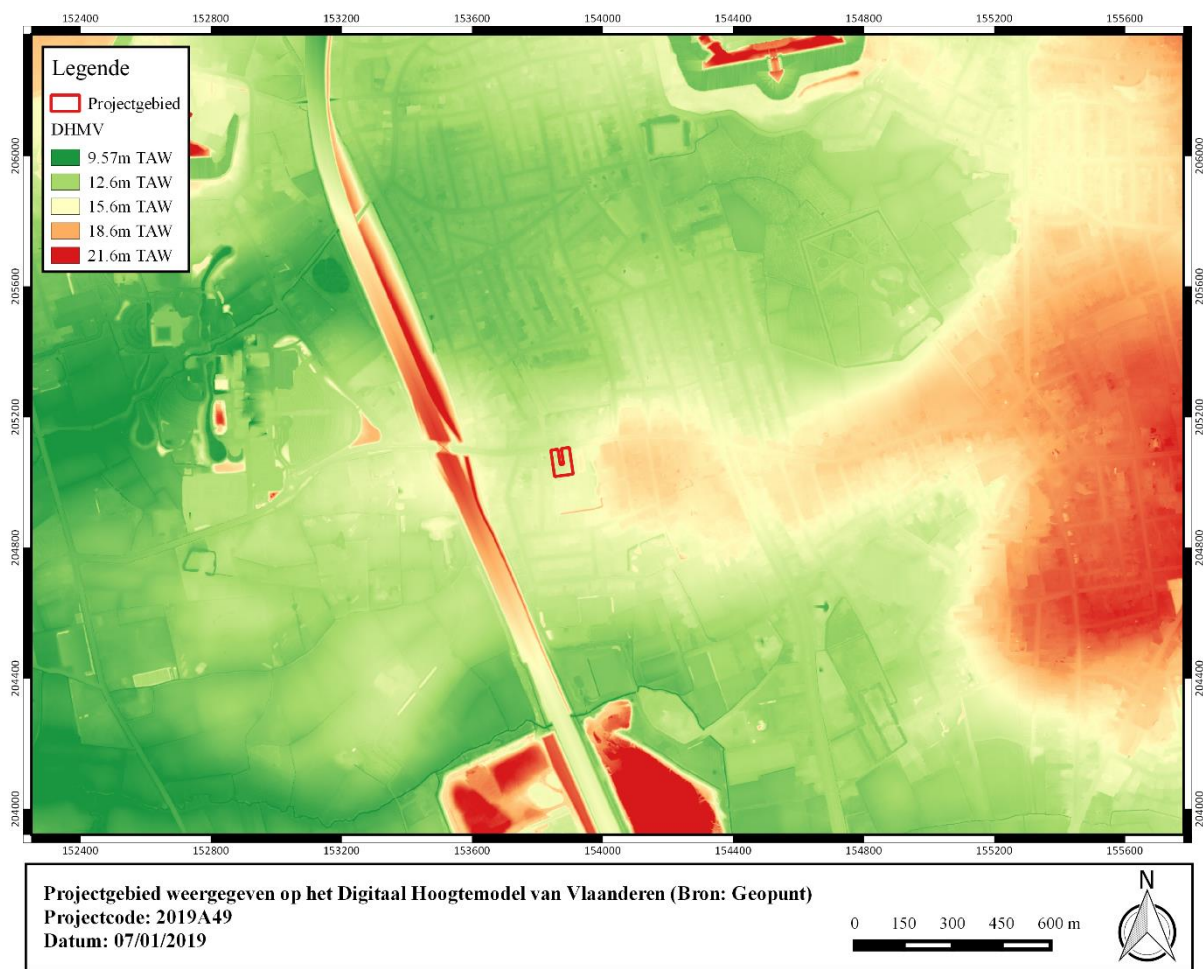 152400 152800 153200 153600 154000 154400 154800 155200 155600
Legende
Projectgebied
DHMV
9.57m TAW
12.6m TAW
15.6m TAW
18.6m TAW
21.6m TAW
206000 206000
205600 205600
205200 205200
204800 204800
204400 204400
204000 204000
152400 152800 153200 153600 154000 154400 154800 155200 155600
Projectgebied weergegeven op het Digitaal Hoogtemodel van Vlaanderen (Bron: Geopunt)
Projectcode: 2019A49
Datum: 07/01/2019
0 150 300 450 600 m
N